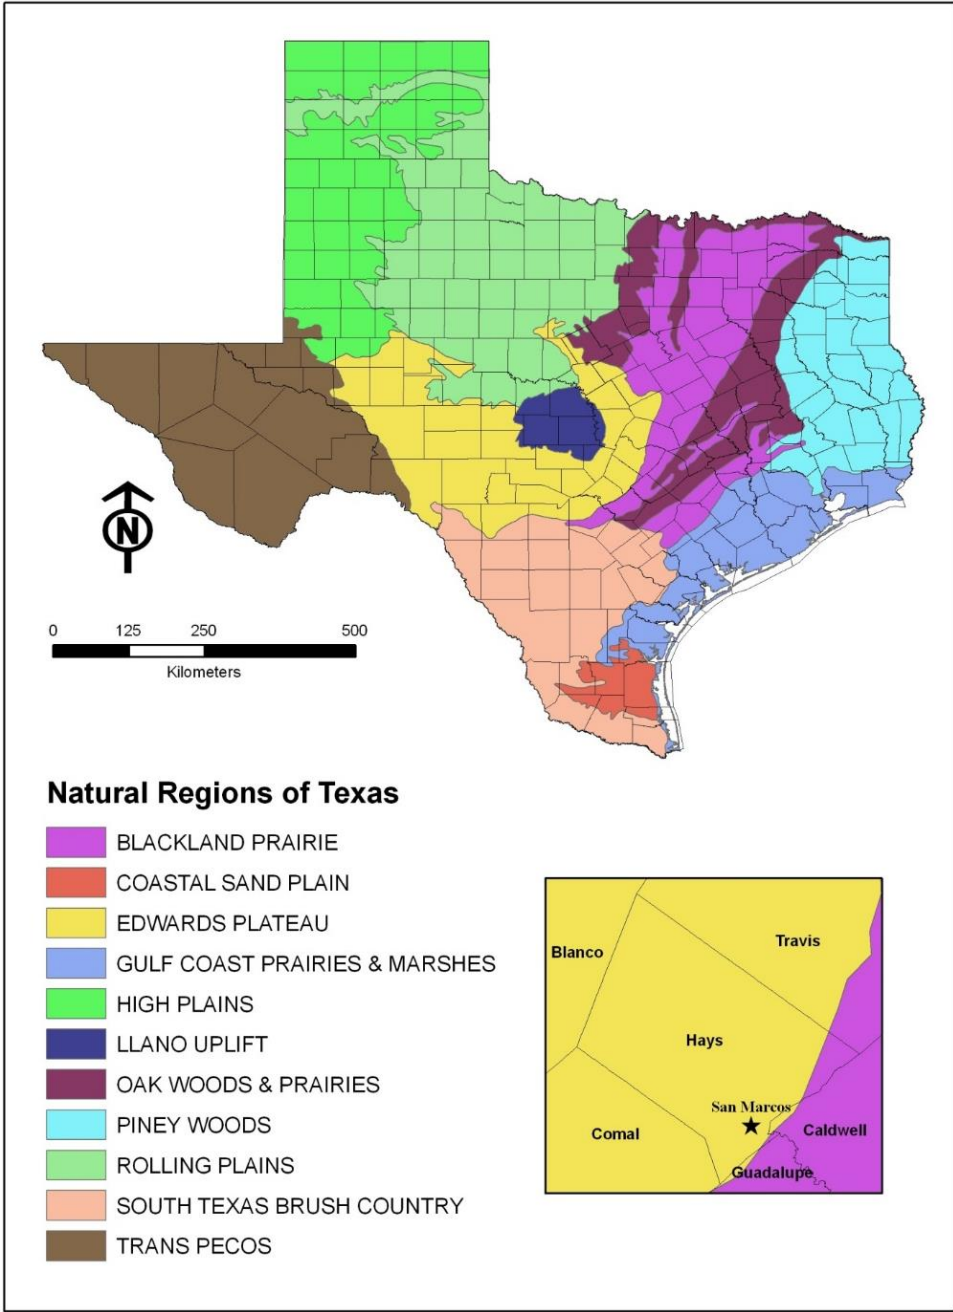 N
0 125 250 500
Kilometers
Natural Regions of Texas
BLACKLAND PRAIRIE
COASTAL SAND PLAIN
EDWARDS PLATEAU
GULF COAST PRAIRIES & MARSHES
HIGH PLAINS
LLANO UPLIFT
OAK WOODS & PRAIRIES
PINEY WOODS
ROLLING PLAINS
SOUTH TEXAS BRUSH COUNTRY
TRANS PECOS
Travis
Blanco
Hays
San Marcos
Comal
Caldwell
Guadalupe